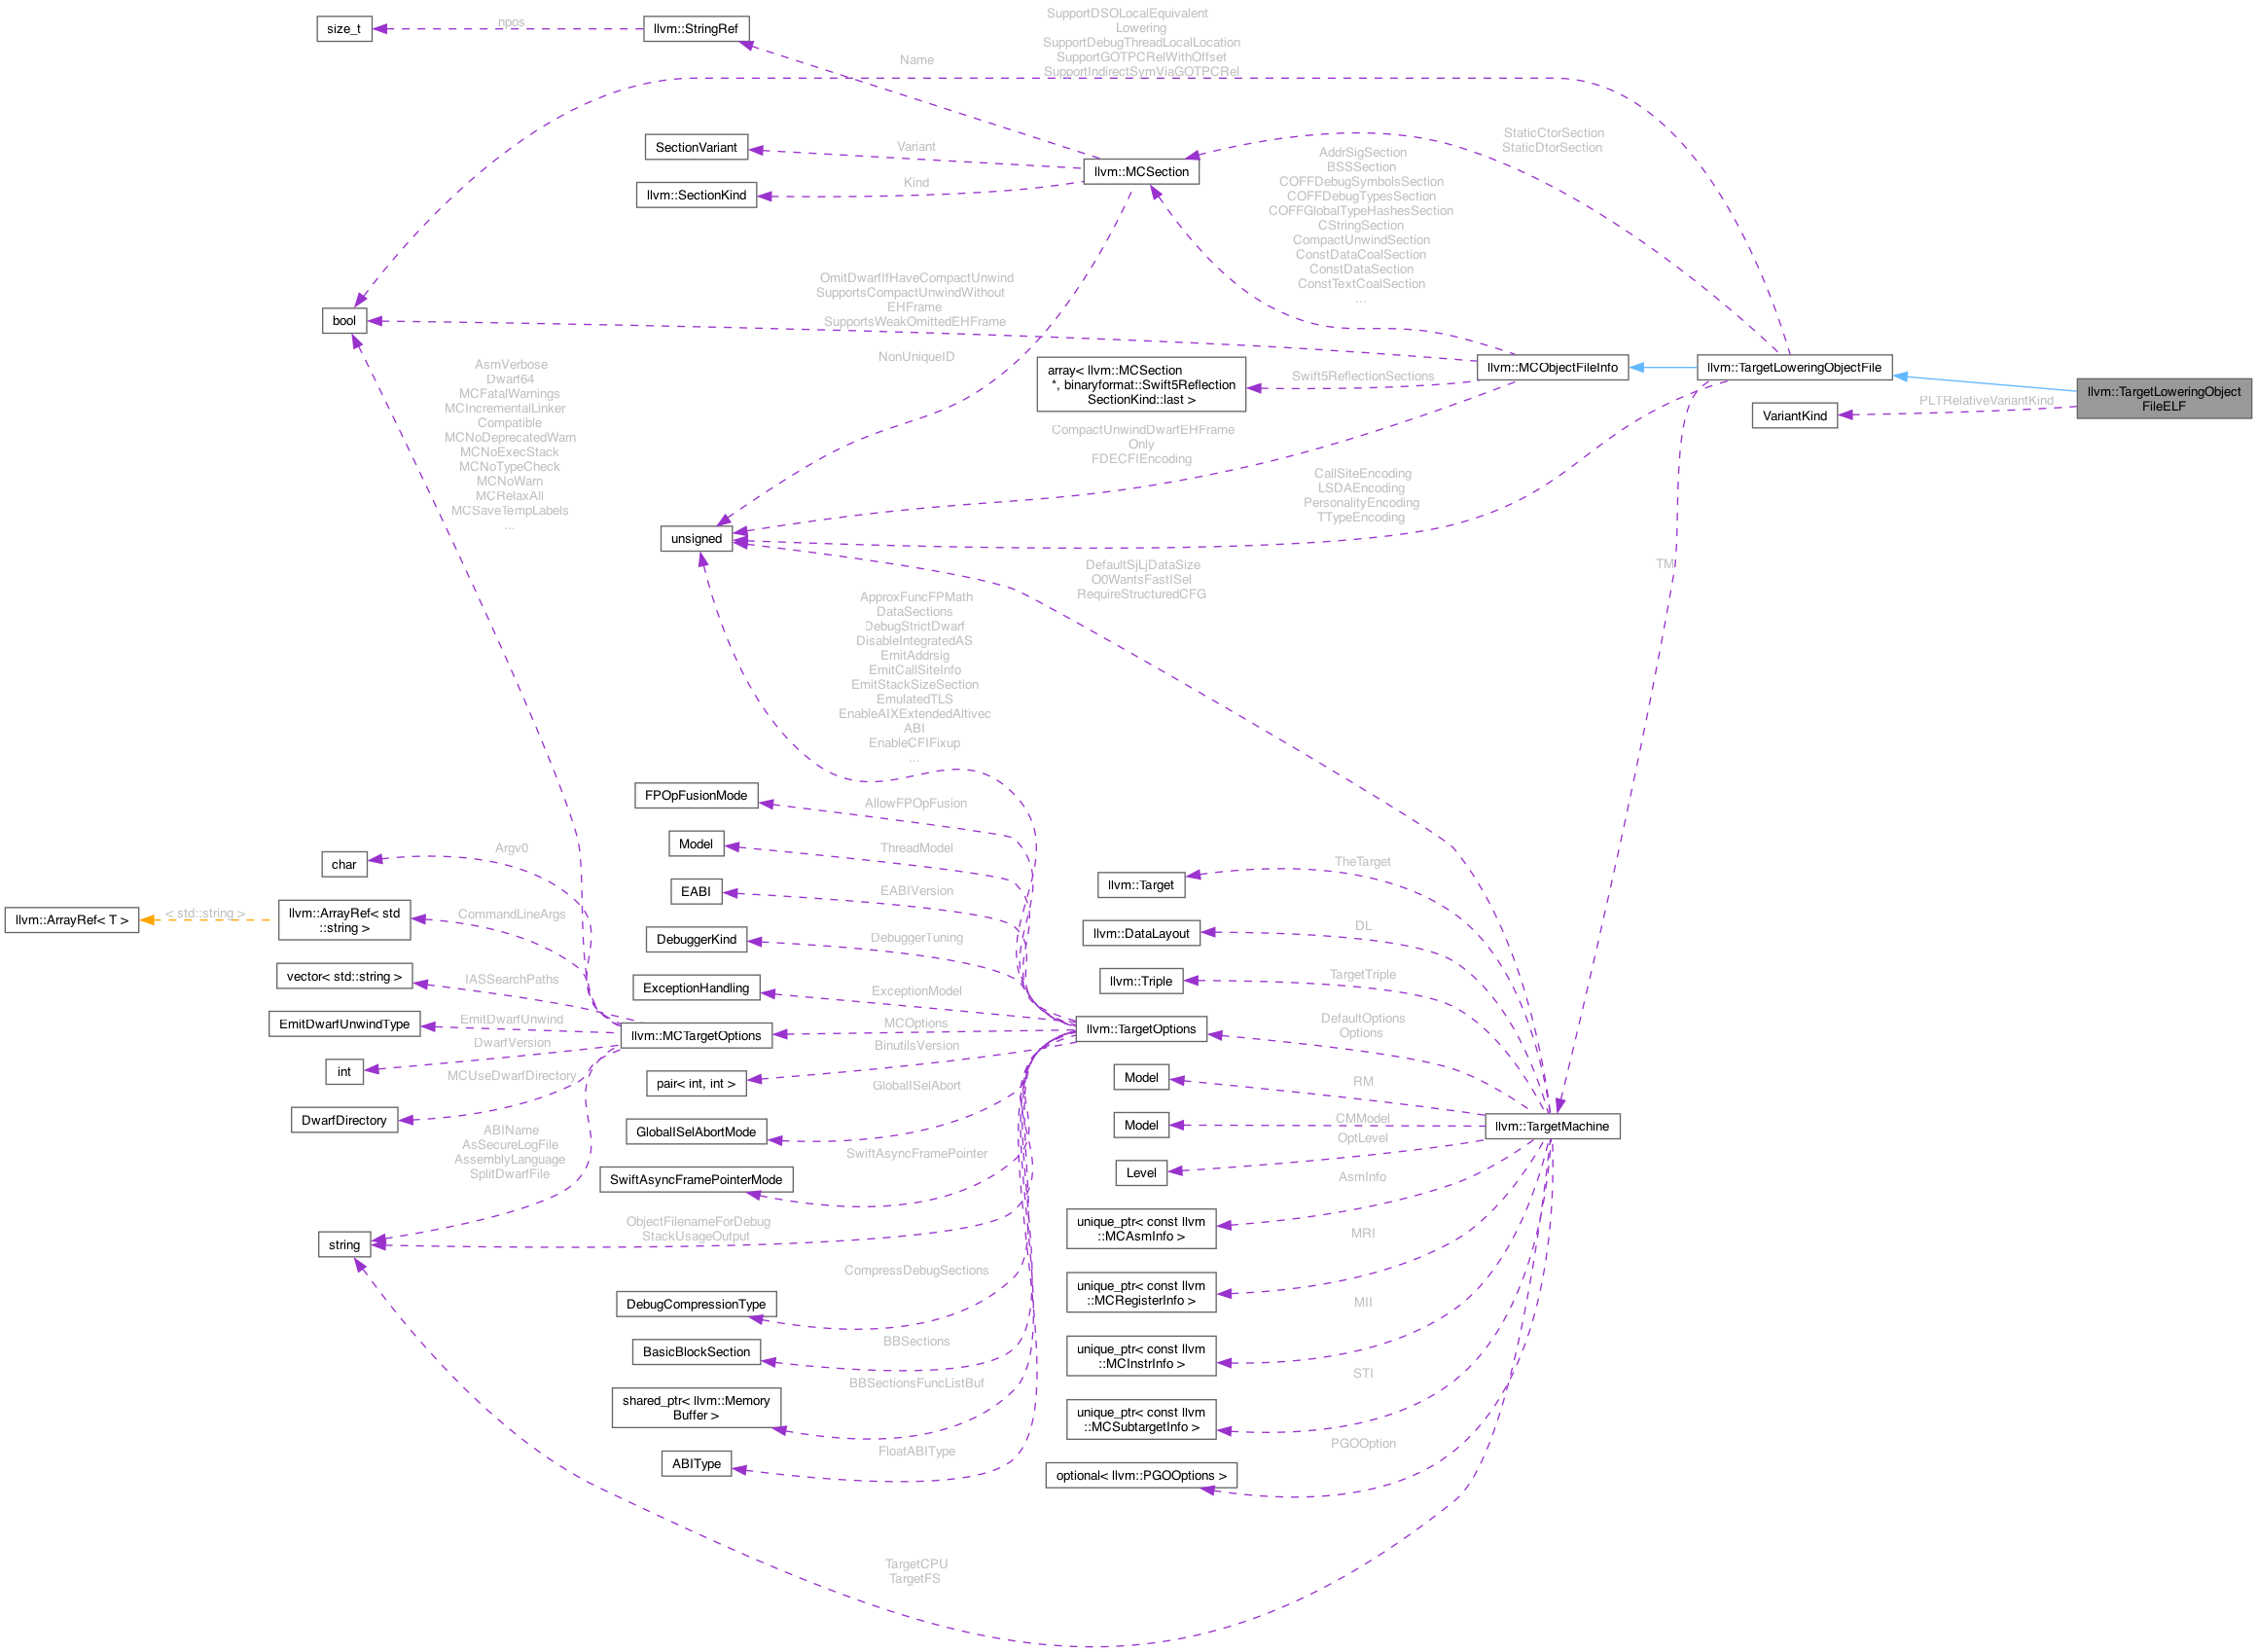 size_t
npos
llvm::StringRef
SupportDSOLocalEquivalent
Lowering
SupportDebugThreadLocalLocation
SupportGOTPCRelWithOffset
SupportIndirectSymViaGOTPCRel
Name
SectionVariant
Variant
llvm::SectionKind
Kind
llvm::MCSection
StaticCtorSection
StaticDtorSection
AddrSigSection
BSSSection
COFFDebugSymbolsSection
COFFDebugTypesSection
COFFGlobalTypeHashesSection
CStringSection
CompactUnwindSection
ConstDataCoalSection
ConstDataSection
ConstTextCoalSection
...
OmitDwarfIfHaveCompactUnwind
SupportsCompactUnwindWithout
EHFrame
SupportsWeakOmittedEHFrame
bool
NonUniqueID
array< llvm::MCSection
*, binaryformat::Swift5Reflection
SectionKind::last >
Swift5ReflectionSections
llvm::MCObjectFileInfo
llvm::TargetLoweringObjectFile
llvm::TargetLoweringObject
FileELF
VariantKind
PLTRelativeVariantKind
AsmVerbose
Dwarf64
MCFatalWarnings
MCIncrementalLinker
Compatible
MCNoDeprecatedWarn
MCNoExecStack
MCNoTypeCheck
MCNoWarn
MCRelaxAll
MCSaveTempLabels
...
CompactUnwindDwarfEHFrame
Only
FDECFIEncoding
CallSiteEncoding
LSDAEncoding
PersonalityEncoding
TTypeEncoding
unsigned
DefaultSjLjDataSize
O0WantsFastISel
RequireStructuredCFG
TM
ApproxFuncFPMath
DataSections
DebugStrictDwarf
DisableIntegratedAS
EmitAddrsig
EmitCallSiteInfo
EmitStackSizeSection
EmulatedTLS
EnableAIXExtendedAltivec
ABI
EnableCFIFixup
...
FPOpFusionMode
AllowFPOpFusion
Model
ThreadModel
EABI
EABIVersion
DebuggerKind
DebuggerTuning
ExceptionHandling
ExceptionModel
char
Argv0
llvm::ArrayRef< T >
< std::string >
llvm::ArrayRef< std
::string >
CommandLineArgs
vector< std::string >
IASSearchPaths
EmitDwarfUnwindType
EmitDwarfUnwind
int
DwarfVersion
DwarfDirectory
MCUseDwarfDirectory
llvm::MCTargetOptions
MCOptions
llvm::TargetOptions
pair< int, int >
BinutilsVersion
GlobalISelAbortMode
GlobalISelAbort
SwiftAsyncFramePointerMode
SwiftAsyncFramePointer
ABIName
AsSecureLogFile
AssemblyLanguage
SplitDwarfFile
string
ObjectFilenameForDebug
StackUsageOutput
DebugCompressionType
CompressDebugSections
BasicBlockSection
BBSections
shared_ptr< llvm::Memory
Buffer >
BBSectionsFuncListBuf
ABIType
FloatABIType
llvm::Target
TheTarget
llvm::DataLayout
DL
llvm::Triple
TargetTriple
DefaultOptions
Options
Model
RM
Model
CMModel
Level
OptLevel
llvm::TargetMachine
unique_ptr< const llvm
::MCAsmInfo >
AsmInfo
unique_ptr< const llvm
::MCRegisterInfo >
MRI
unique_ptr< const llvm
::MCInstrInfo >
MII
unique_ptr< const llvm
::MCSubtargetInfo >
STI
optional< llvm::PGOOptions >
PGOOption
TargetCPU
TargetFS